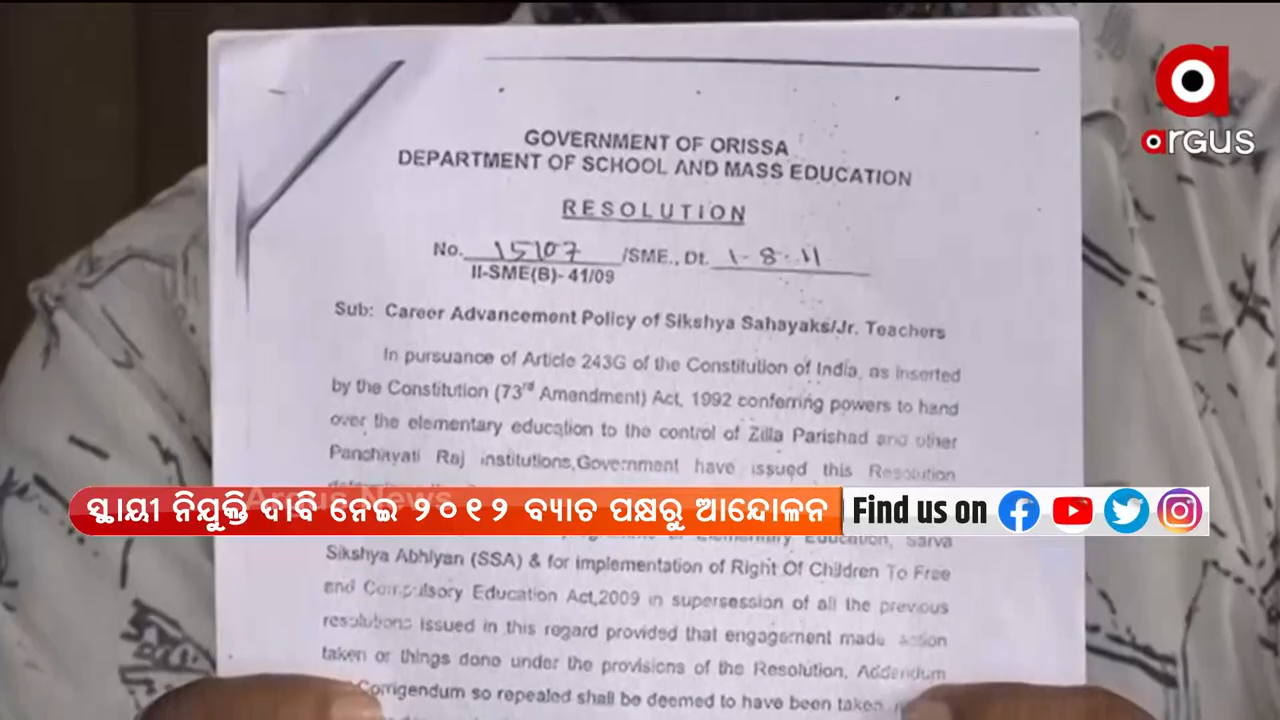 argus
GOVERNMENT OF ORISSA
DEPARTMENT OF SCHOOL AND MASS EDUCATION
RESOLUTION
No. 15107 /SME., Dt. 1-8-11
II-SME(B)- 41/09
Sub: Career Advancement Policy of Sikshya Sahayaks/Jr. Teachers
In pursuance of Article 243G of the Constitution of India, as inserted
by the Constitution (73rd Amendment) Act, 1992 conferring powers to hand
over the elementary education to the control of Zilla Parishad and other
Panchayati Raj institutions,Government have issued this Resolution
Argus News
ସ୍ଥାୟୀ ନିଯୁକ୍ତି ଦାବି ନେଇ ୨୦୧୨ ବ୍ୟାଚ ପକ୍ଷରୁ ଆନ୍ଦୋଳନ Find us on
Elementary Education, Sarva
Sikshya Abhiyan (SSA) & for implementation of Right Of Children To Free
and Compulsory Education Act,2009 in supersession of all the previous
resolutions issued in this regard provided that engagement made action
taken or things done under the provisions of the Resolution, Addendum
Corrigendum so repealed shall be deemed to have been taken